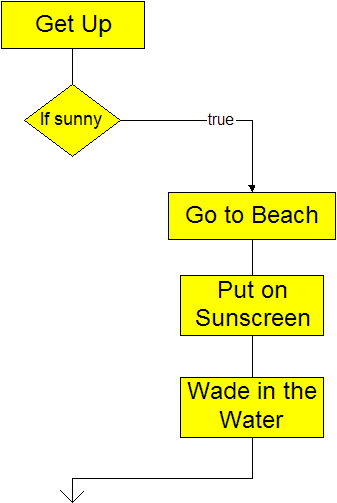 Get Up
If sunny
true
Go to Beach
Put on
Sunscreen
Wade in the
Water